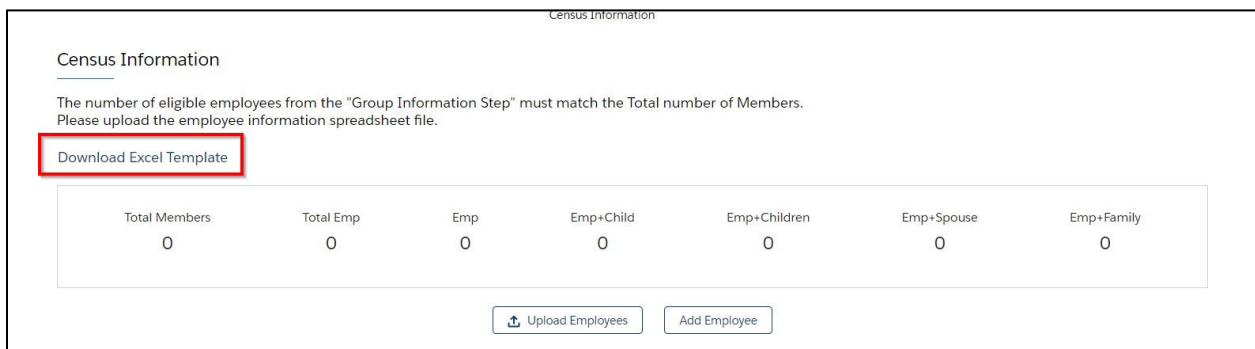 Census Information
Census Information
The number of eligible employees from the "Group Information Step" must match the Total number of Members.
Please upload the employee information spreadsheet file.
Download Excel Template
Total Members Total Emp Emp Emp+Child Emp+Children Emp+Spouse Emp+Family
0 0 0 0 0 0 0
Upload Employees Add Employee